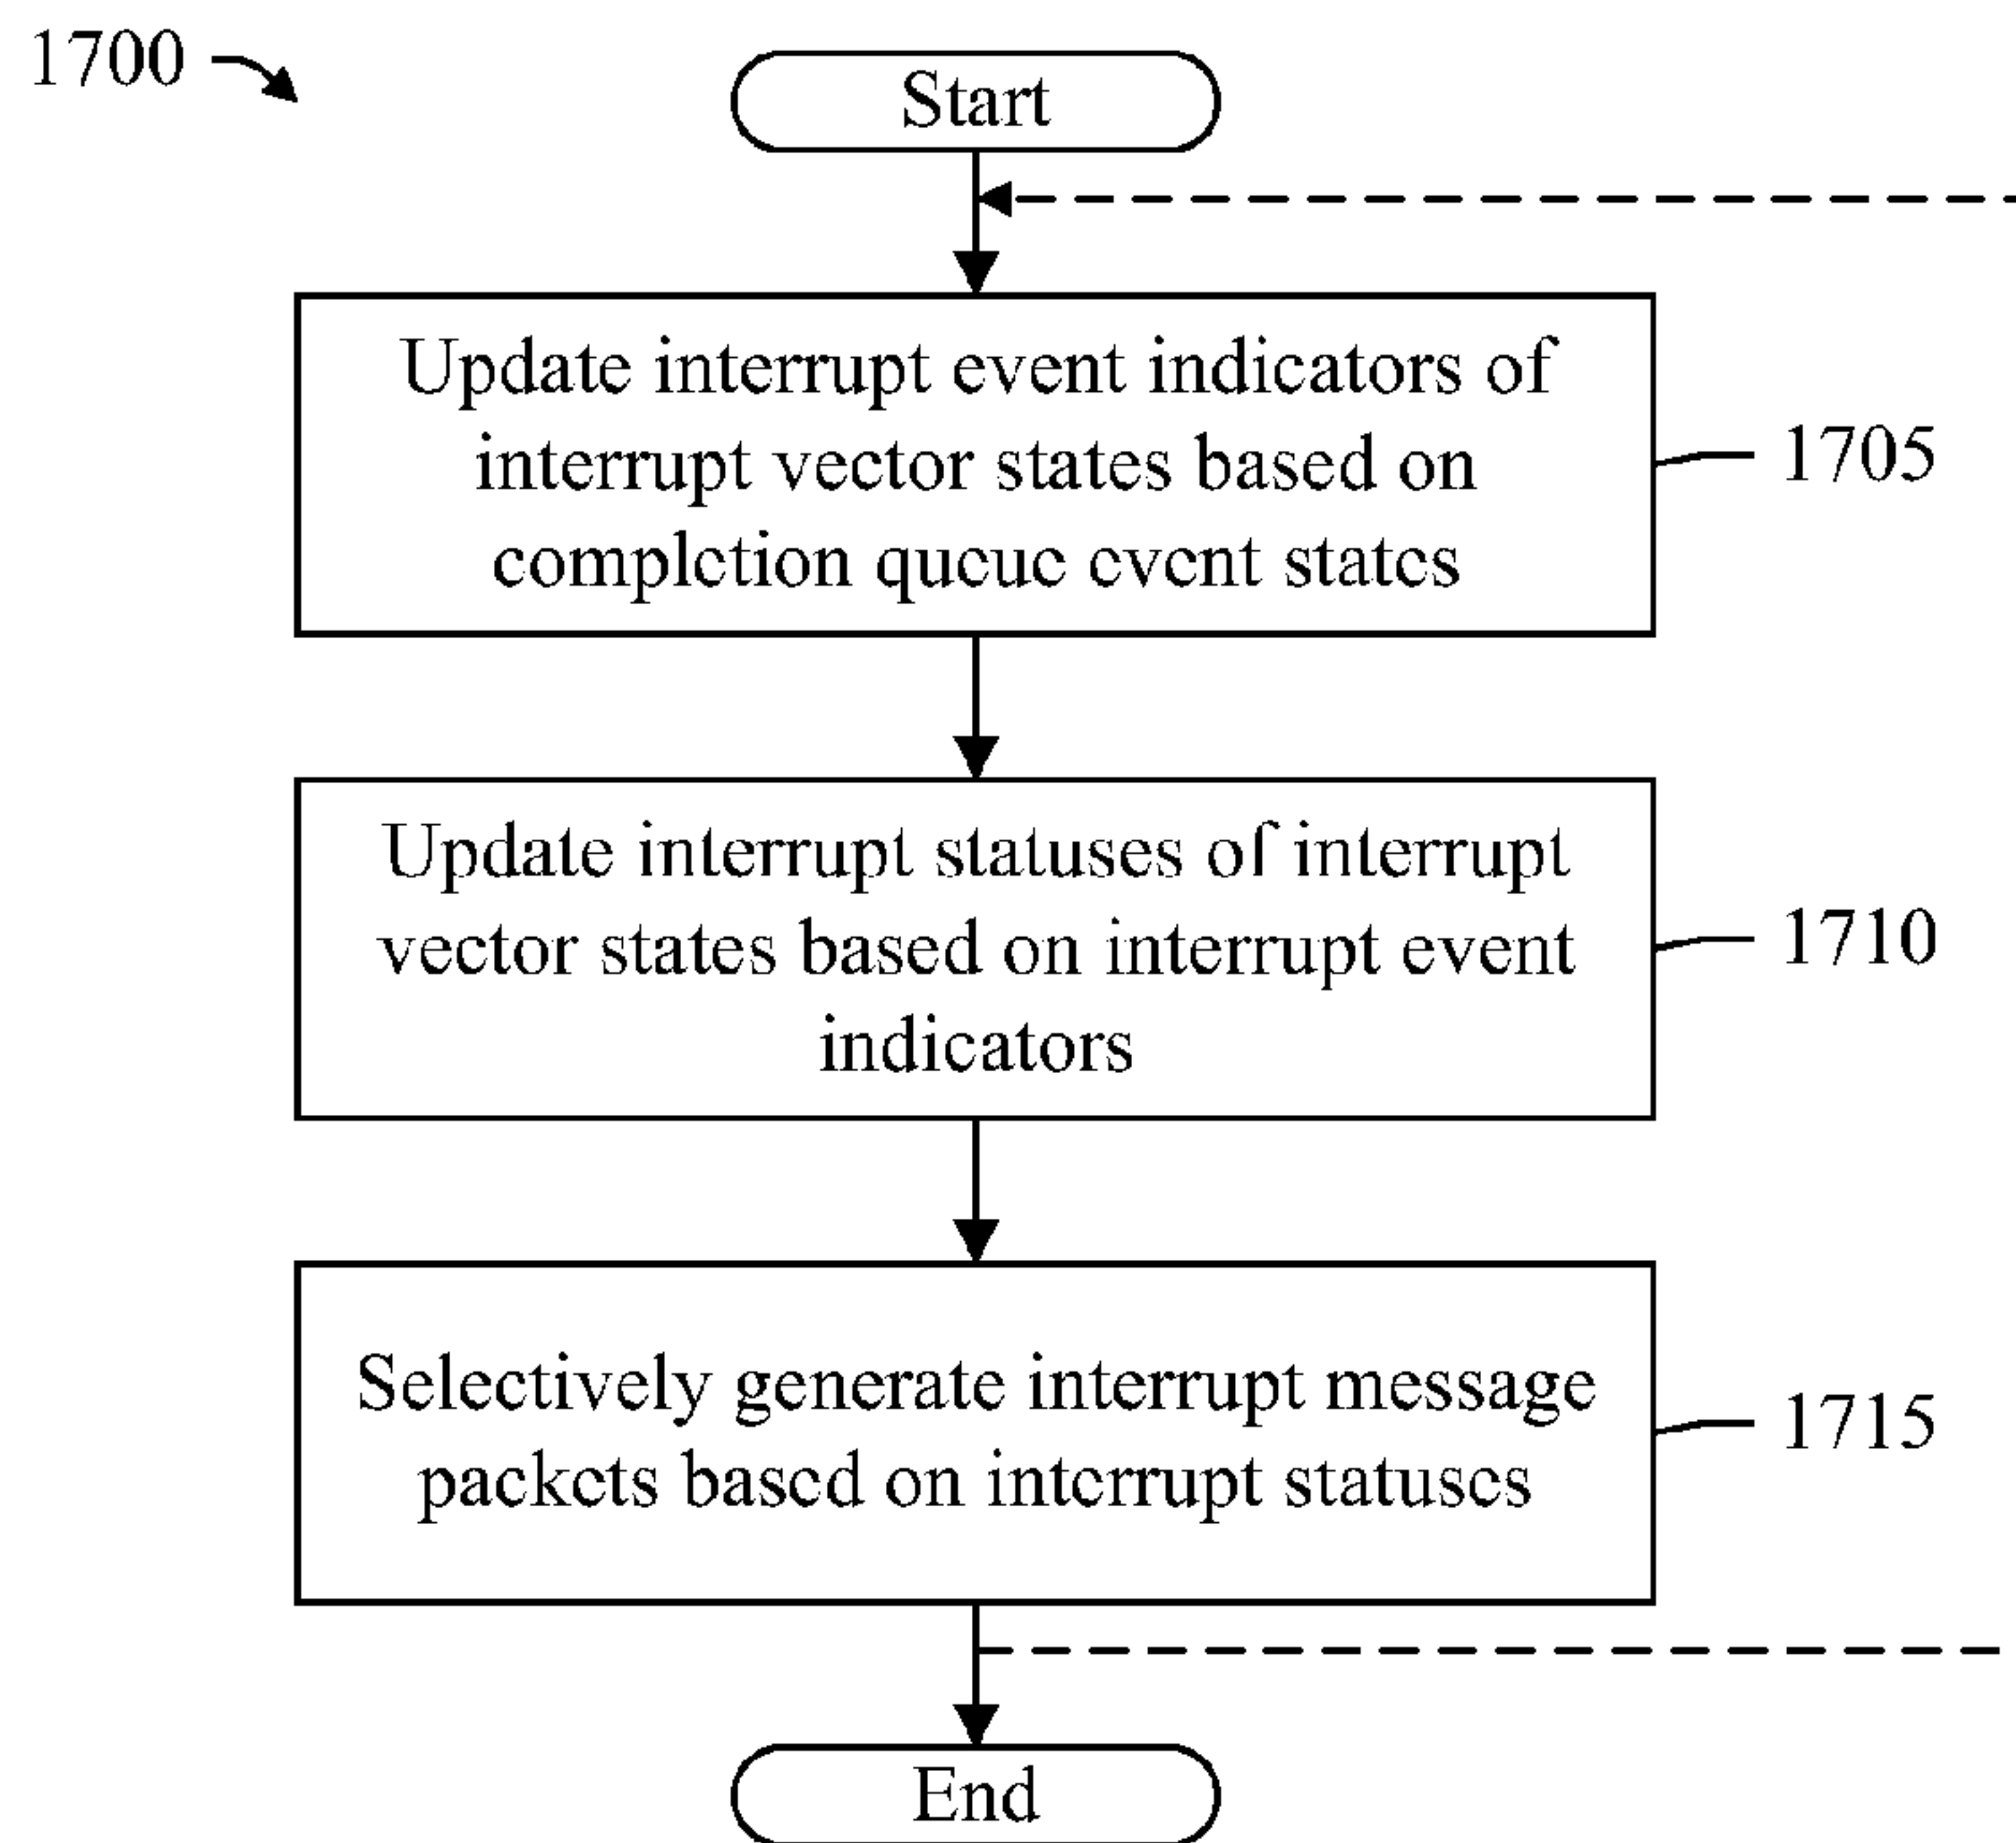 1700
Start
Update interrupt event indicators of
interrupt vector states based on
completion queue event states
1705
Update interrupt statuses of interrupt
vector states based on interrupt event
indicators
1710
Selectively generate interrupt message
packets based on interrupt statuses
1715
End